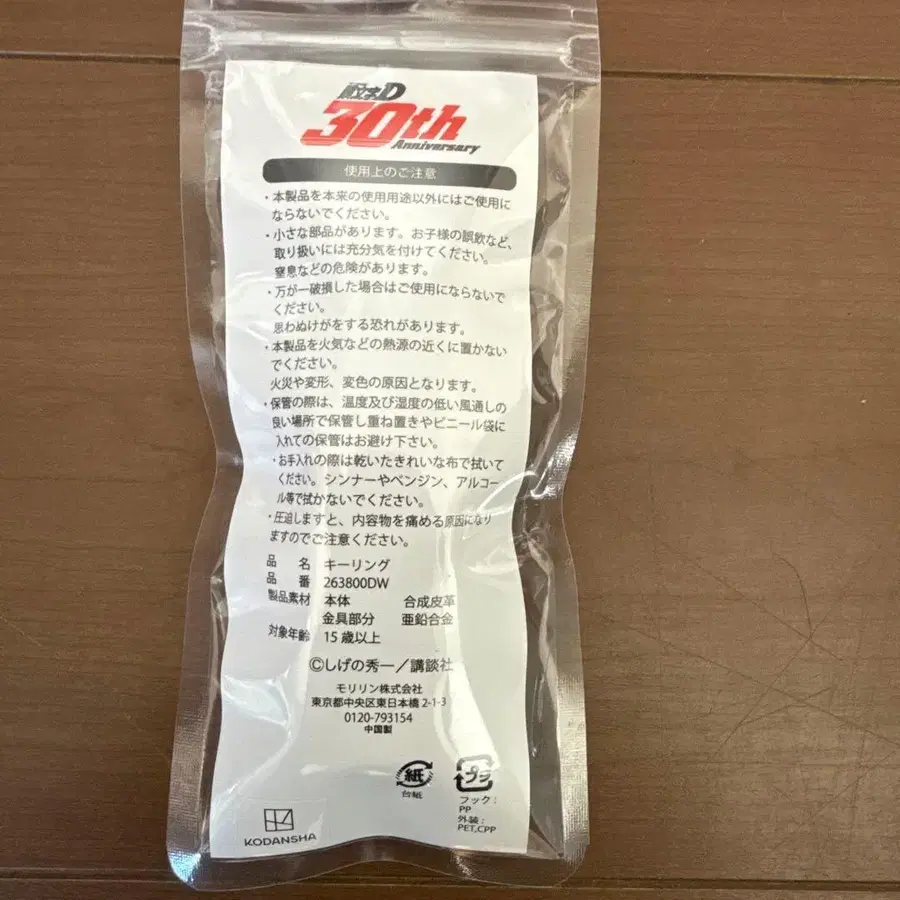 頭文字D
30th
Anniversary
使用上のご注意
・本製品を本来の使用用途以外にはご使用に
ならないでください。
・小さな部品があります。お子様の誤飲など、
取り扱いには充分気を付けてください。
窒息などの危険があります。
・万が一破損した場合はご使用にならないで
ください。
思わぬけがをする恐れがあります。
・本製品を火気などの熱源の近くに置かない
でください。
火災や変形、変色の原因となります。
・保管の際は、温度及び湿度の低い風通しの
良い場所で保管し重ね置きやビニール袋に
入れての保管はお避け下さい。
・お手入れの際は乾いたきれいな布で拭いて
ください。シンナーやベンジン、アルコー
ル等で拭かないでください。
・圧迫しますと、内容物を痛める原因になり
ますのでご注意ください。
品名 キーリング
品番 263800DW
製品素材 本体 合成皮革
金具部分 亜鉛合金
対象年齢 15歳以上
©しげの秀一／講談社
モリリン株式会社
東京都中央区東日本橋2-1-3
0120-793154
中国製
紙
台紙
プラ
フック：
PP
外装：
PET,CPP
KODANSHA